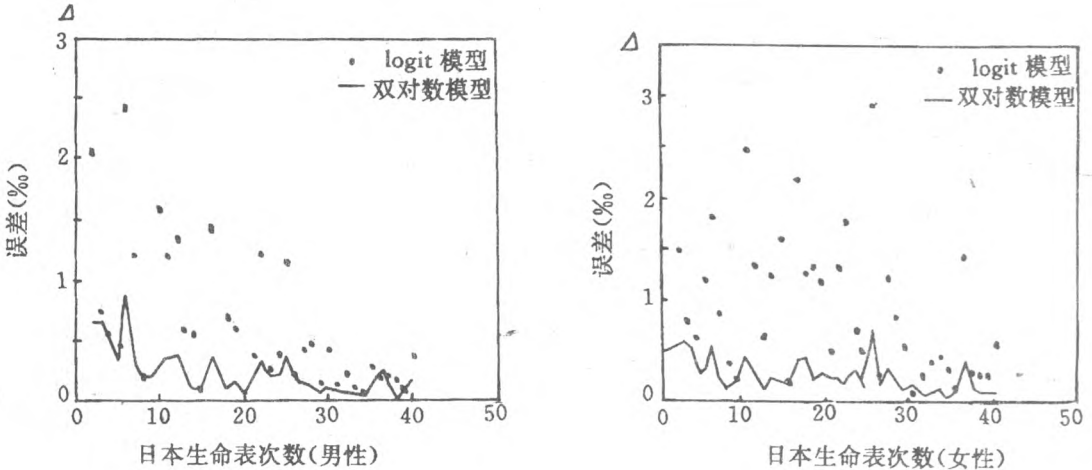 Δ
3
2
1
0
误差(‰)
logit 模型
双对数模型
0 10 20 30 40 50
日本生命表次数(男性)
Δ
3
2
1
0
误差(‰)
logit 模型
双对数模型
0 10 20 30 40 50
日本生命表次数(女性)